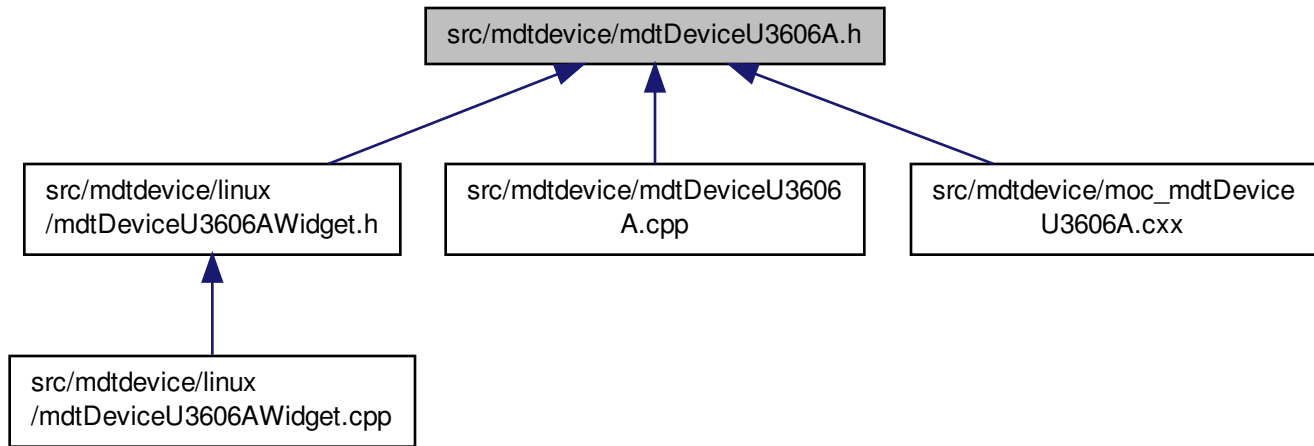 src/mdtdevice/mdtDeviceU3606A.h
src/mdtdevice/linux
/mdtDeviceU3606AWidget.h
src/mdtdevice/mdtDeviceU3606
A.cpp
src/mdtdevice/moc_mdtDevice
U3606A.cxx
src/mdtdevice/linux
/mdtDeviceU3606AWidget.cpp